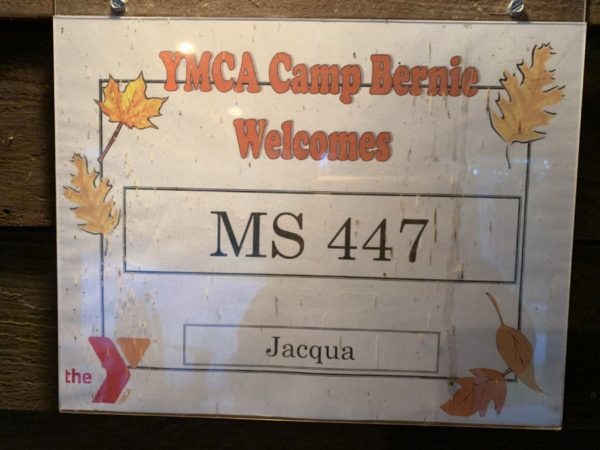 YMCA Camp Bernie
Welcomes
MS 447
Jacqua
the